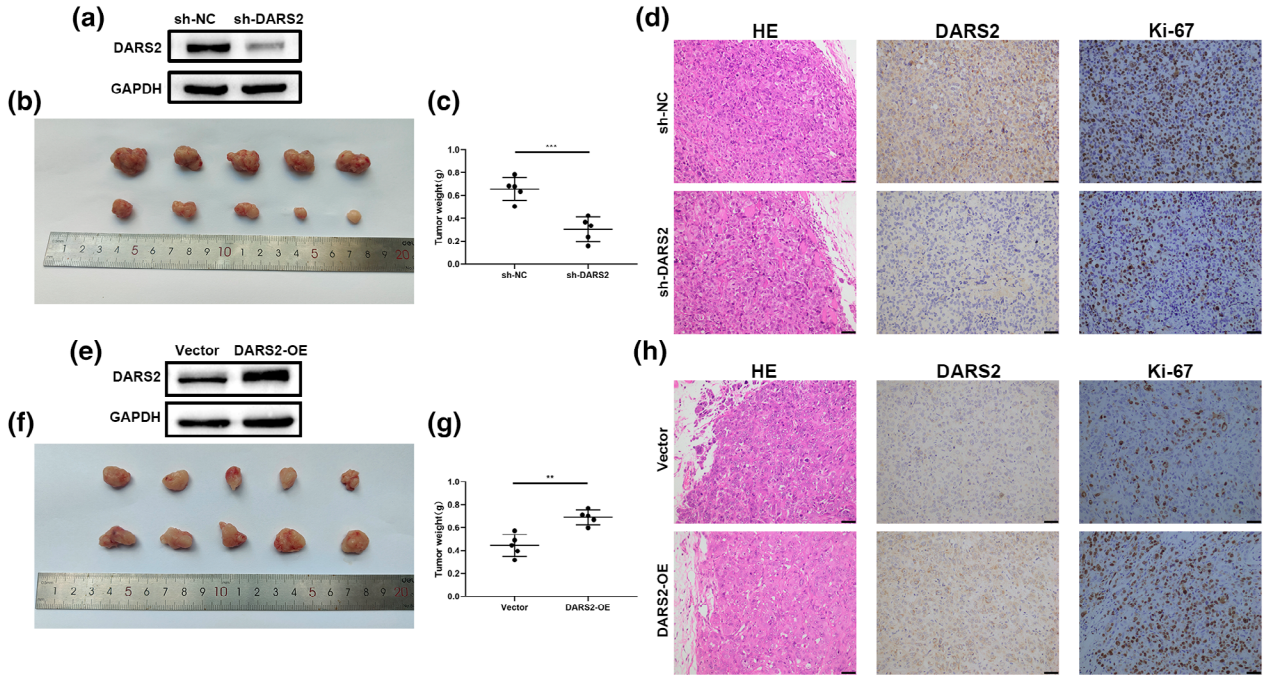 (a)
sh-NC sh-DARS2
DARS2
GAPDH
(b)
1 2 3 4 5 6 7 8 9 10 1 2 3 4 5 6 7 8 9 20
(c)
***
Tumor weight(g)
1.0
0.8
0.6
0.4
0.2
0.0
sh-NC sh-DARS2
(d)
HE DARS2 Ki-67
sh-NC
sh-DARS2
(e)
Vector DARS2-OE
DARS2
GAPDH
(f)
1 2 3 4 5 6 7 8 9 10 1 2 3 4 5 6 7 8 9 20
(g)
**
Tumor weight(g)
1.0
0.8
0.6
0.4
0.2
0.0
Vector DARS2-OE
(h)
HE DARS2 Ki-67
Vector
DARS2-OE